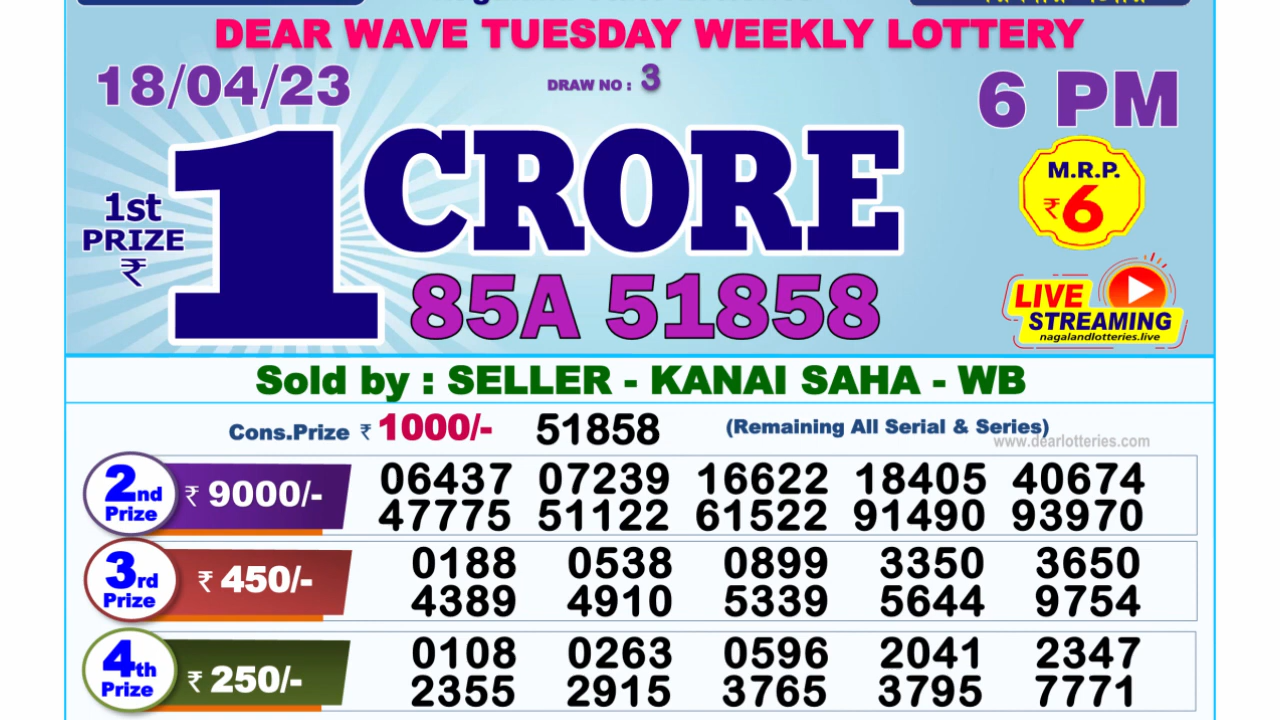 DEAR WAVE TUESDAY WEEKLY LOTTERY
18/04/23
DRAW NO : 3
6 PM
1st
PRIZE
₹
1 CRORE
85A 51858
M.R.P.
₹6
LIVE
STREAMING
nagalandlotteries.live
Sold by : SELLER - KANAI SAHA - WB
Cons.Prize ₹ 1000/- 51858 (Remaining All Serial & Series)
www.dearlotteries.com
2nd Prize ₹ 9000/-
06437 07239 16622 18405 40674
47775 51122 61522 91490 93970
3rd Prize ₹ 450/-
0188 0538 0899 3350 3650
4389 4910 5339 5644 9754
4th Prize ₹ 250/-
0108 0263 0596 2041 2347
2355 2915 3765 3795 7771